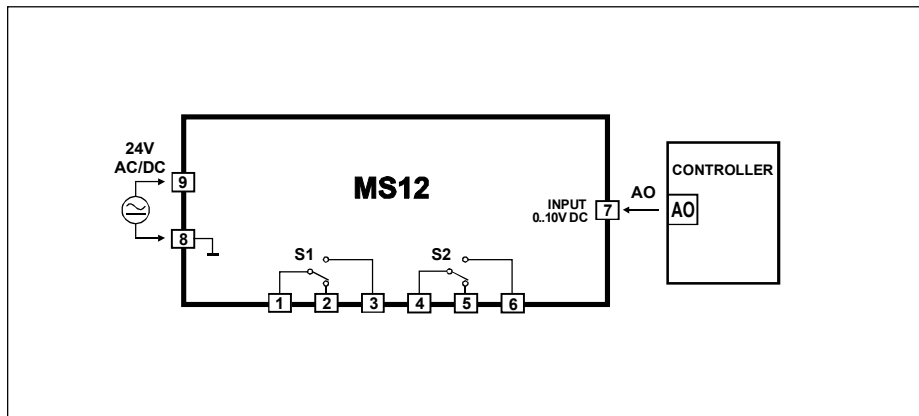 24V
AC/DC
9
8
MS12
S1
S2
1
2
3
4
5
6
INPUT
0..10V DC
7
AO
CONTROLLER
AO